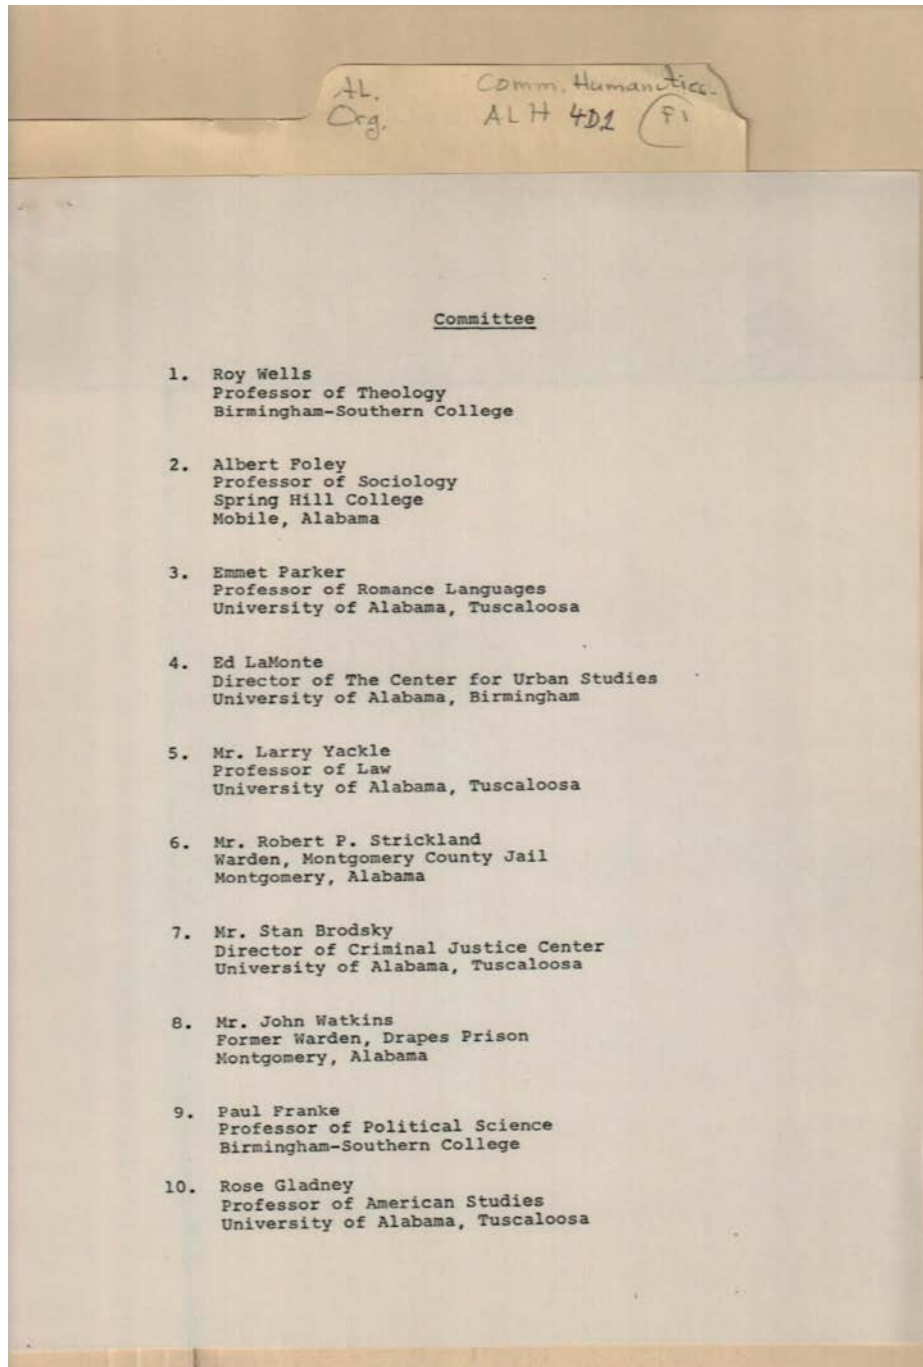 AL. Comm. Humanities.
Org. ALH 4D1 F1
Committee
1. Roy Wells
Professor of Theology
Birmingham-Southern College
2. Albert Foley
Professor of Sociology
Spring Hill College
Mobile, Alabama
3. Emmet Parker
Professor of Romance Languages
University of Alabama, Tuscaloosa
4. Ed LaMonte
Director of The Center for Urban Studies
University of Alabama, Birmingham
5. Mr. Larry Yackle
Professor of Law
University of Alabama, Tuscaloosa
6. Mr. Robert P. Strickland
Warden, Montgomery County Jail
Montgomery, Alabama
7. Mr. Stan Brodsky
Director of Criminal Justice Center
University of Alabama, Tuscaloosa
8. Mr. John Watkins
Former Warden, Drapes Prison
Montgomery, Alabama
9. Paul Franke
Professor of Political Science
Birmingham-Southern College
10. Rose Gladney
Professor of American Studies
University of Alabama, Tuscaloosa